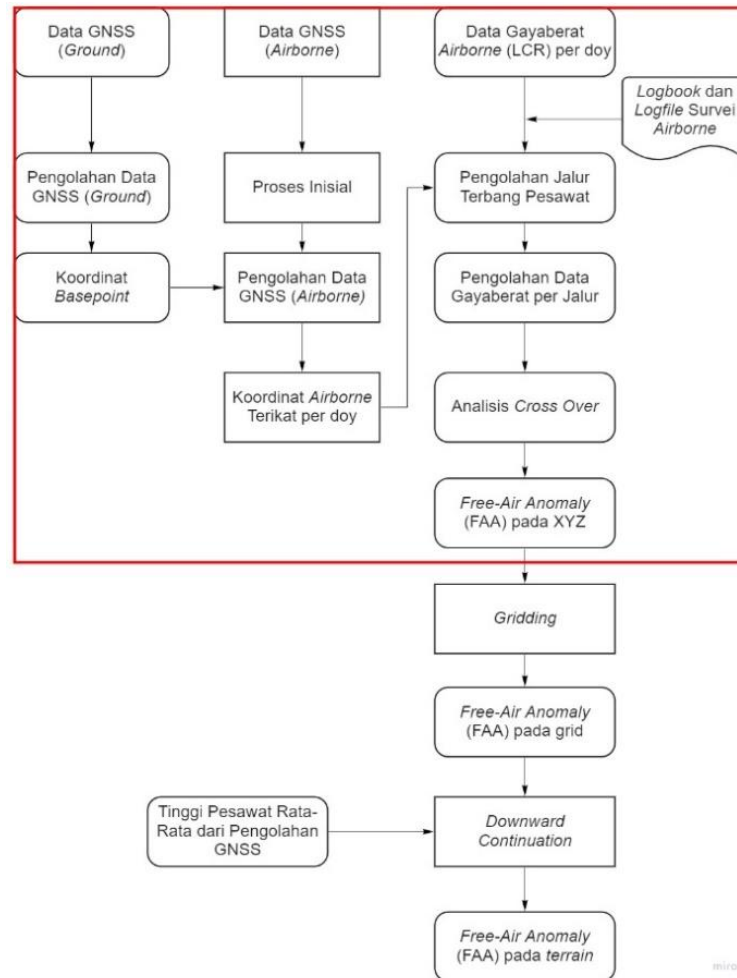 Data GNSS
(Ground)
Data GNSS
(Airborne)
Data Gayaberat
Airborne (LCR) per doy
Logbook dan
Logfile Survei
Airborne
Pengolahan Data
GNSS (Ground)
Proses Inisial
Pengolahan Jalur
Terbang Pesawat
Koordinat
Basepoint
Pengolahan Data
GNSS (Airborne)
Pengolahan Data
Gayaberat per Jalur
Koordinat Airborne
Terikat per doy
Analisis Cross Over
Free-Air Anomaly
(FAA) pada XYZ
Gridding
Free-Air Anomaly
(FAA) pada grid
Tinggi Pesawat Rata-
Rata dari Pengolahan
GNSS
Downward
Continuation
Free-Air Anomaly
(FAA) pada terrain
miro